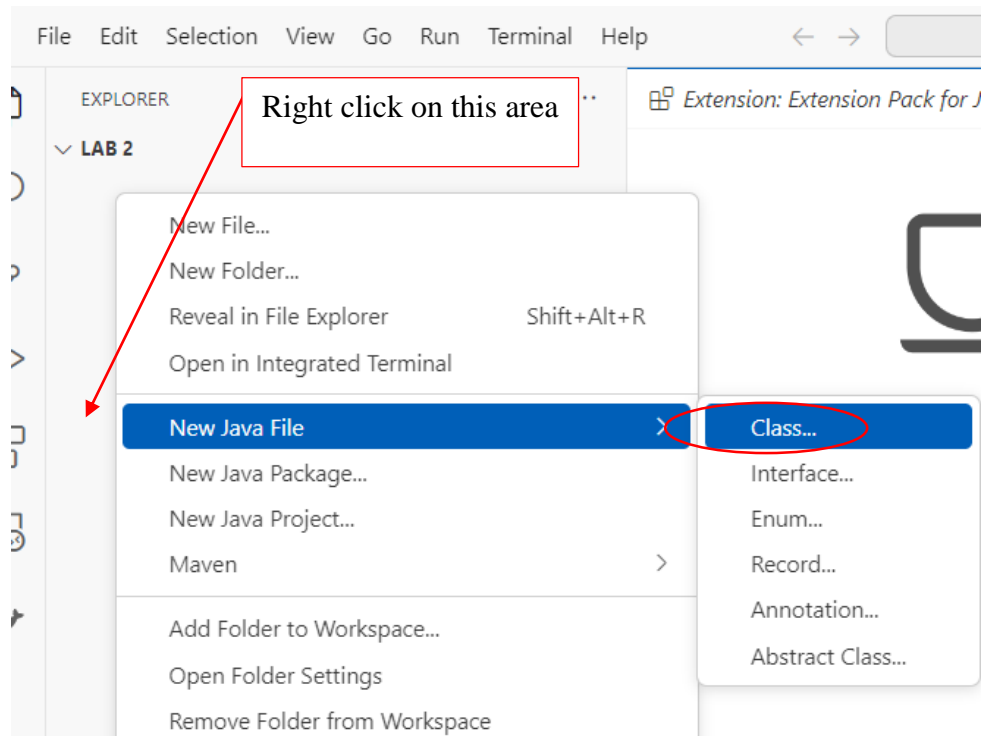 File Edit Selection View Go Run Terminal Help
EXPLORER
Right click on this area
Extension: Extension Pack for J
LAB 2
New File...
New Folder...
Reveal in File Explorer Shift+Alt+R
Open in Integrated Terminal
New Java File
Class...
New Java Package...
Interface...
New Java Project...
Enum...
Maven
Record...
Annotation...
Add Folder to Workspace...
Abstract Class...
Open Folder Settings
Remove Folder from Workspace